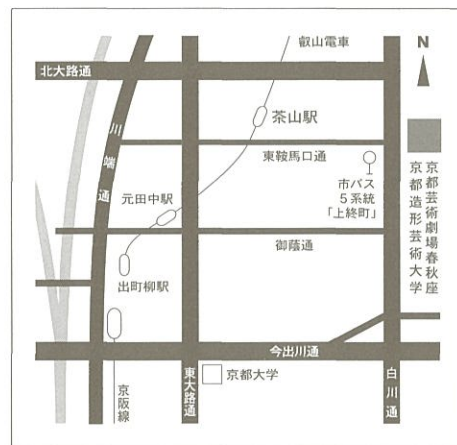 叡山電車
N
北大路通
川端通
茶山駅
東鞍馬口通
市バス
5系統
「上終町」
京都芸術劇場春秋座
京都造形芸術大学
元田中駅
御蔭通
出町柳駅
今出川通
京阪線
東大路通
京都大学
白川通